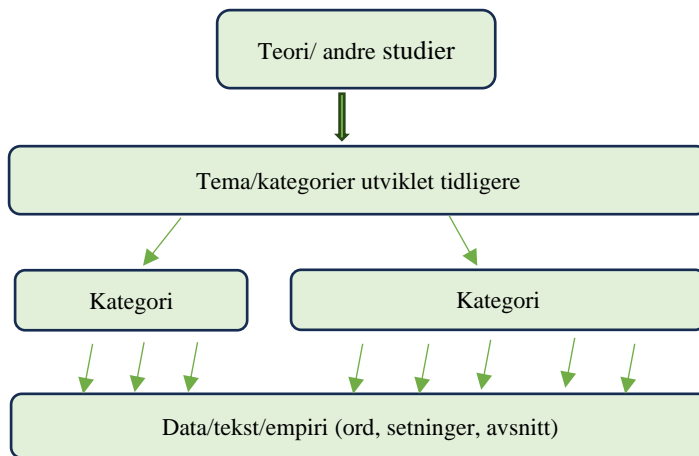 Teori/ andre studier
Tema/kategorier utviklet tidligere
Kategori
Kategori
Data/tekst/empiri (ord, setninger, avsnitt)